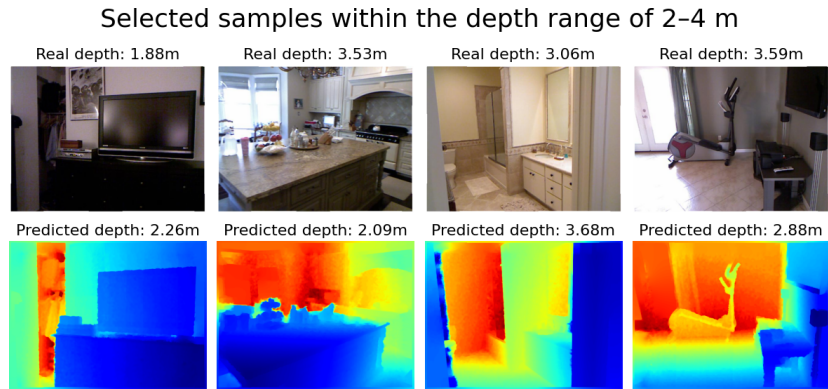 Selected samples within the depth range of 2–4 m
Real depth: 1.88m
Real depth: 3.53m
Real depth: 3.06m
Real depth: 3.59m
Predicted depth: 2.26m
Predicted depth: 2.09m
Predicted depth: 3.68m
Predicted depth: 2.88m